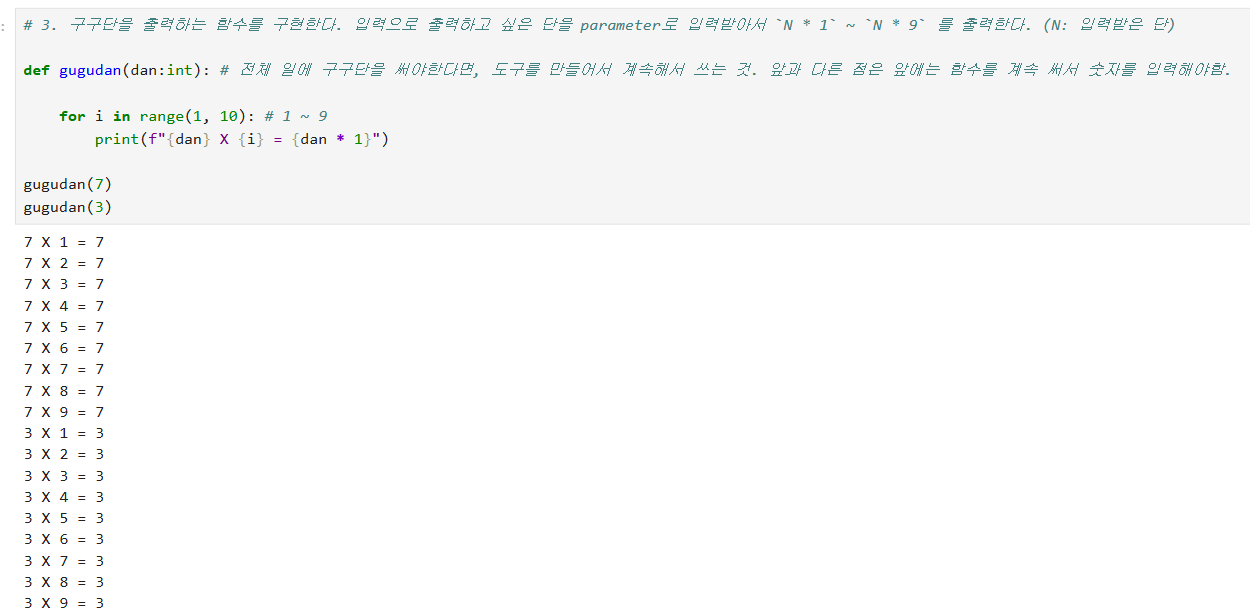 # 3. 구구단을 출력하는 함수를 구현한다. 입력으로 출력하고 싶은 단을 parameter로 입력받아서 `N * 1` ~ `N * 9` 를 출력한다. (N: 입력받은 단)
def gugudan(dan:int): # 전체 일에 구구단을 써야한다면, 도구를 만들어서 계속해서 쓰는 것. 앞과 다른 점은 앞에는 함수를 계속 써서 숫자를 입력해야함.
for i in range(1, 10): # 1 ~ 9
print(f"{dan} X {i} = {dan * 1}")
gugudan(7)
gugudan(3)
7 X 1 = 7
7 X 2 = 7
7 X 3 = 7
7 X 4 = 7
7 X 5 = 7
7 X 6 = 7
7 X 7 = 7
7 X 8 = 7
7 X 9 = 7
3 X 1 = 3
3 X 2 = 3
3 X 3 = 3
3 X 4 = 3
3 X 5 = 3
3 X 6 = 3
3 X 7 = 3
3 X 8 = 3
3 X 9 = 3